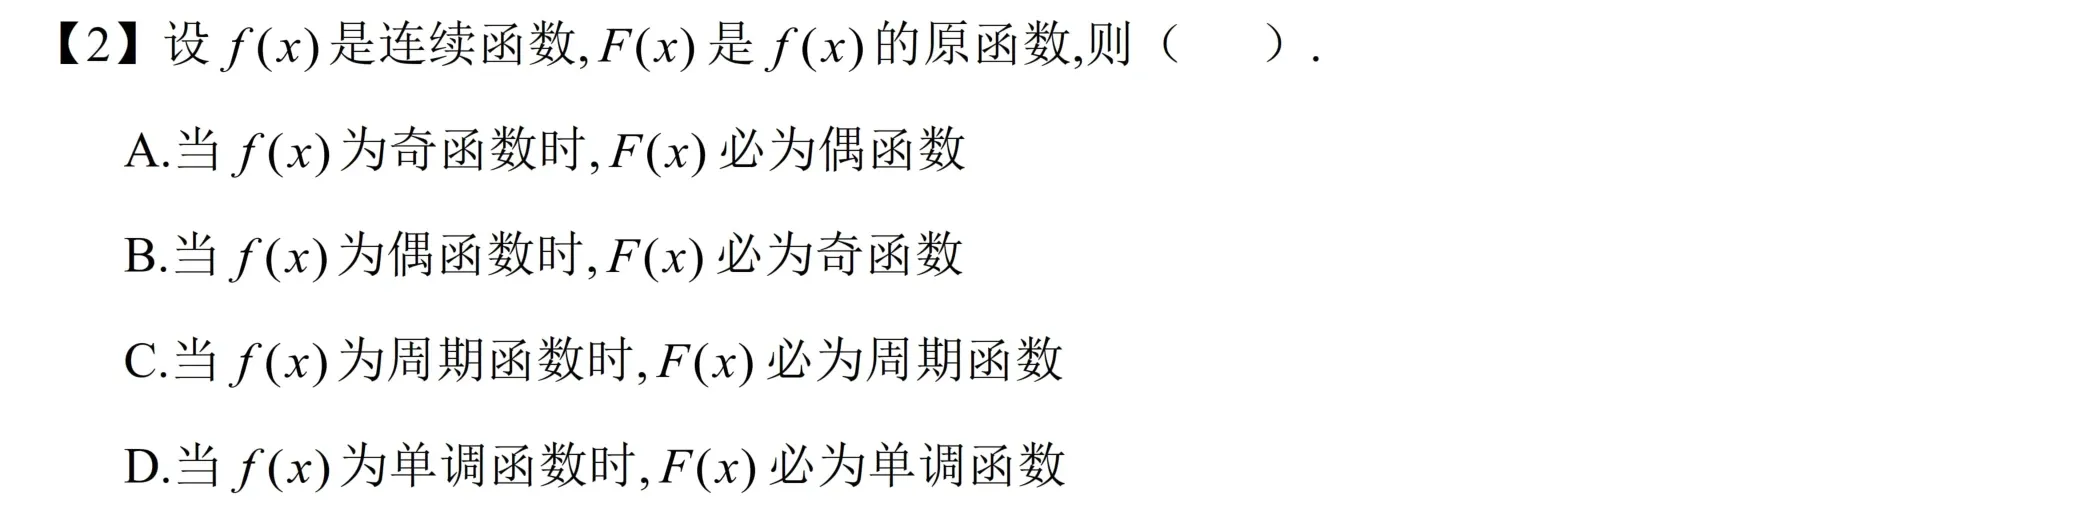 【2】设 f(x) 是连续函数, F(x) 是 f(x) 的原函数,则（　　）.
A.当 f(x) 为奇函数时, F(x) 必为偶函数
B.当 f(x) 为偶函数时, F(x) 必为奇函数
C.当 f(x) 为周期函数时, F(x) 必为周期函数
D.当 f(x) 为单调函数时, F(x) 必为单调函数